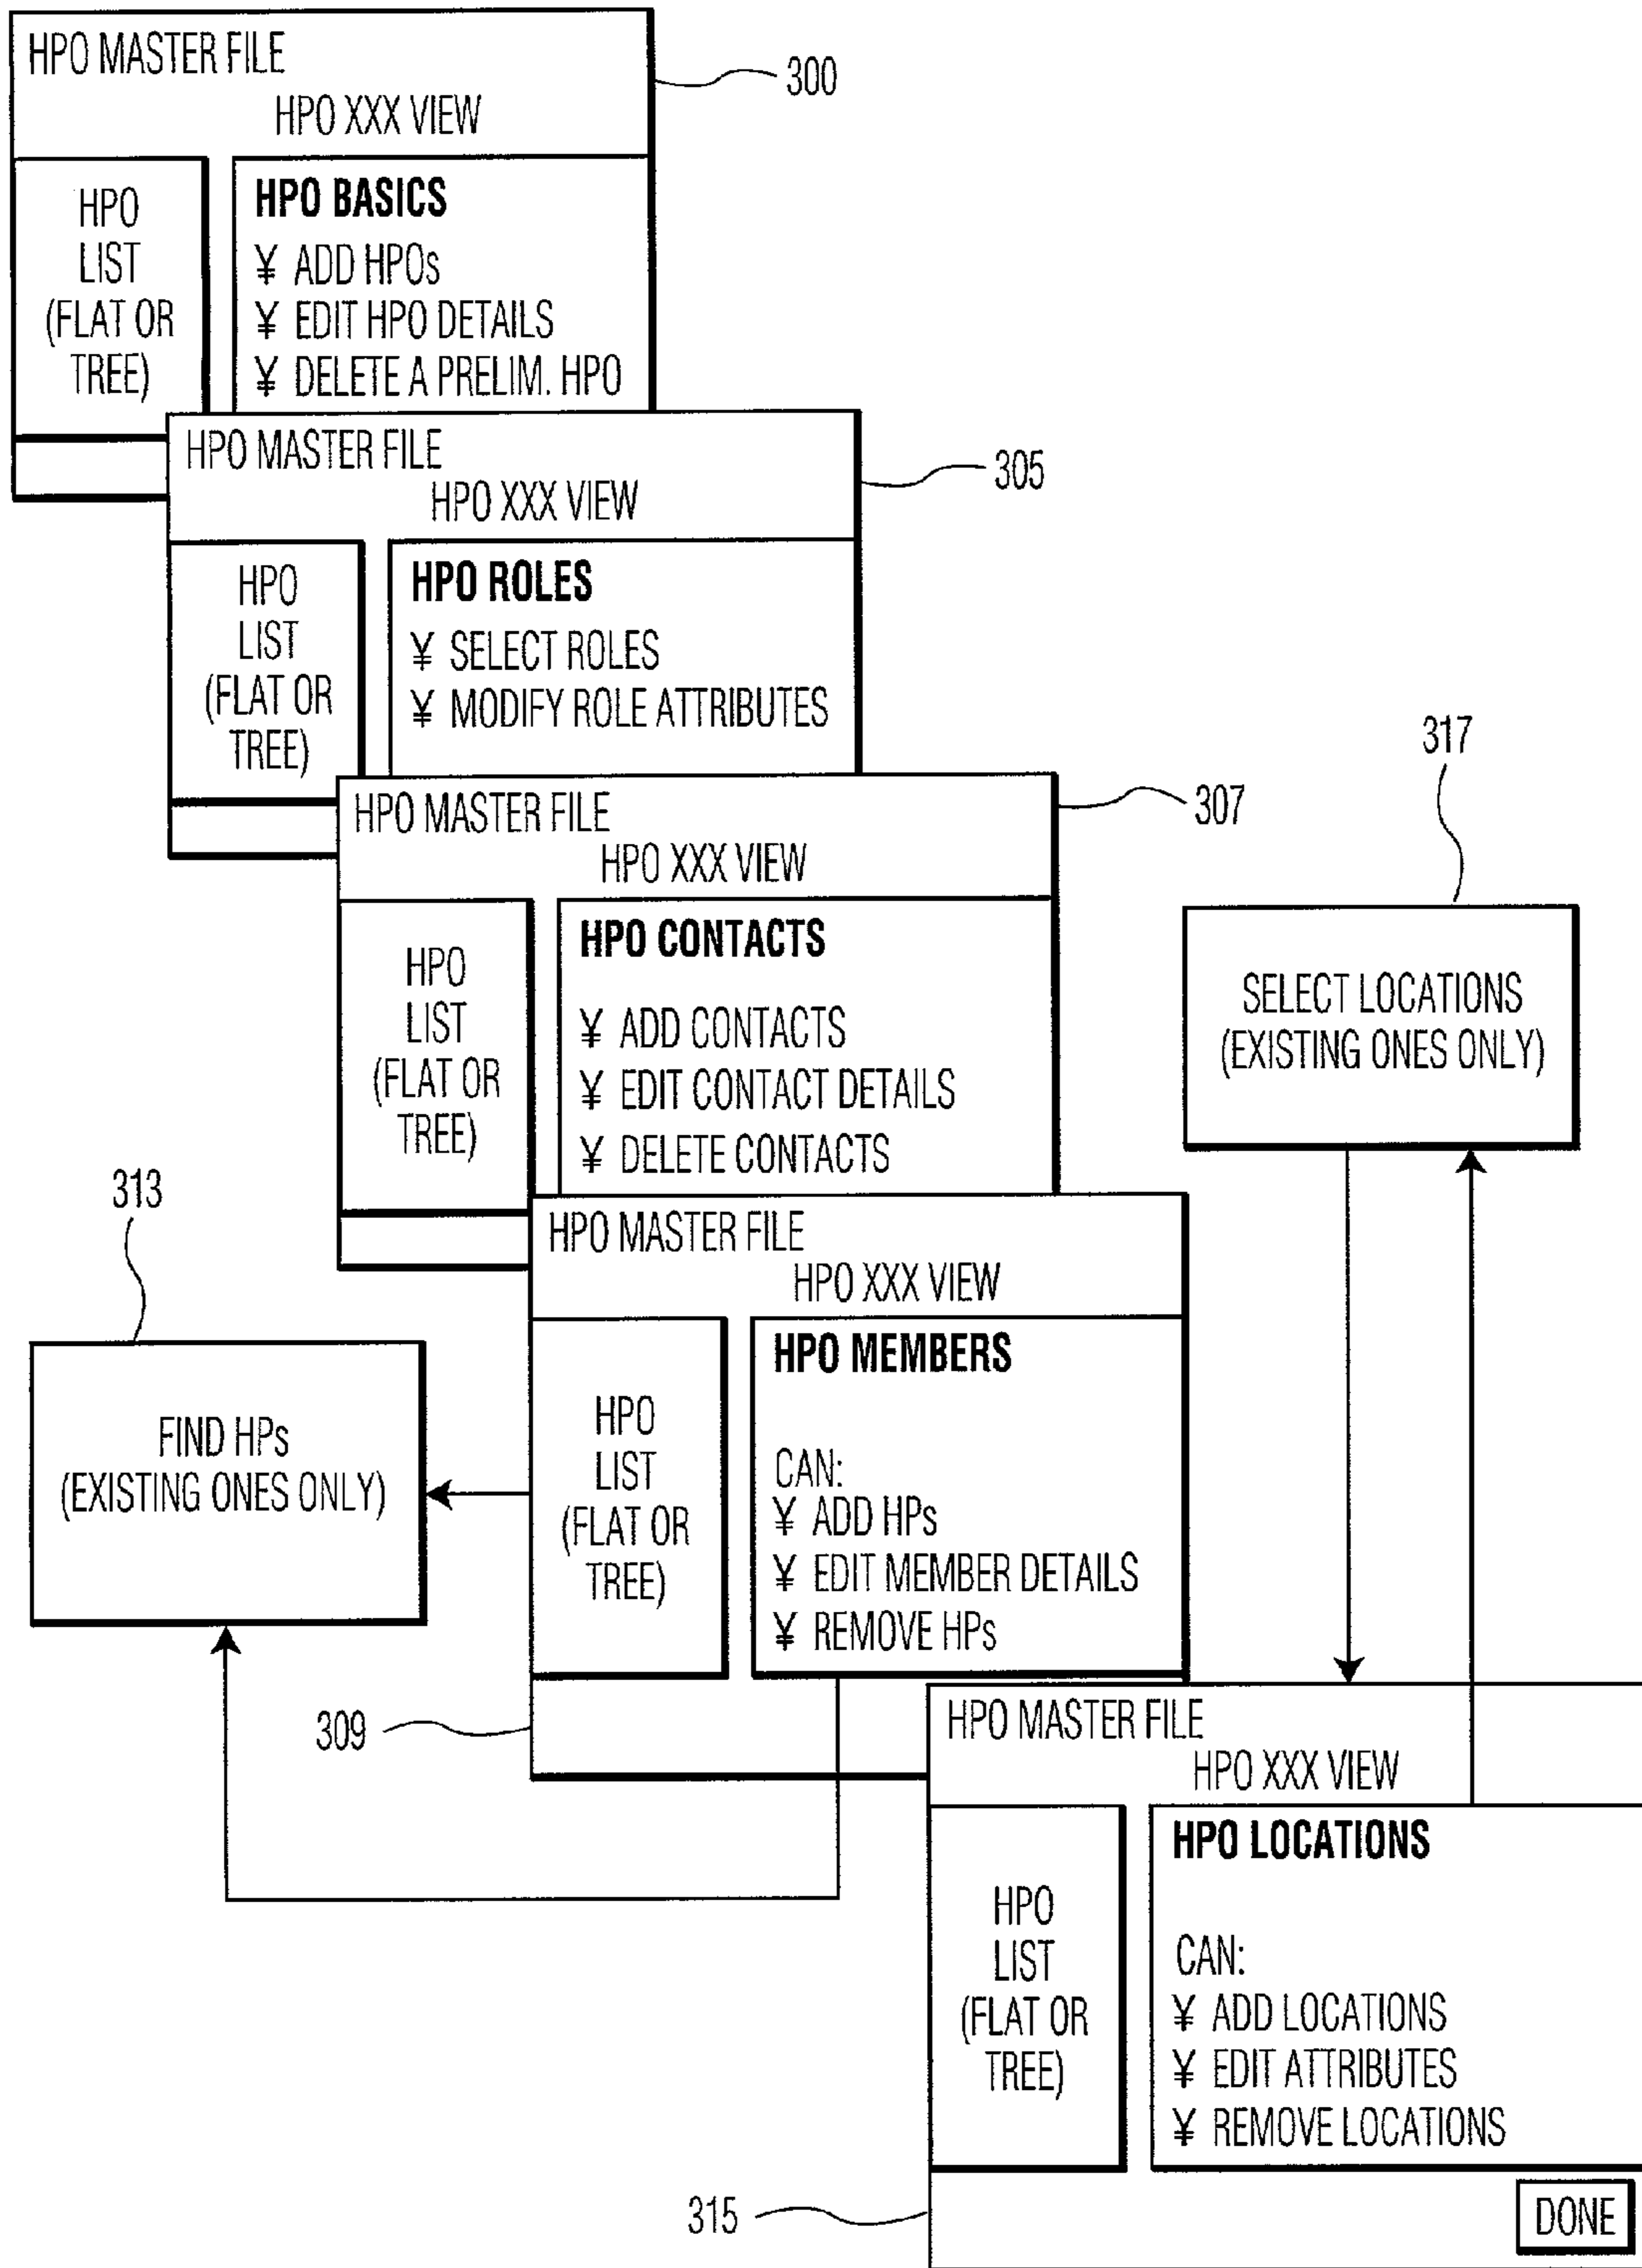 HPO MASTER FILE
HPO XXX VIEW
300
HPO
LIST
(FLAT OR
TREE)
HPO BASICS
¥ ADD HPOs
¥ EDIT HPO DETAILS
¥ DELETE A PRELIM. HPO
HPO MASTER FILE
HPO XXX VIEW
305
HPO
LIST
(FLAT OR
TREE)
HPO ROLES
¥ SELECT ROLES
¥ MODIFY ROLE ATTRIBUTES
HPO MASTER FILE
HPO XXX VIEW
307
HPO
LIST
(FLAT OR
TREE)
HPO CONTACTS
¥ ADD CONTACTS
¥ EDIT CONTACT DETAILS
¥ DELETE CONTACTS
317
SELECT LOCATIONS
(EXISTING ONES ONLY)
313
FIND HPs
(EXISTING ONES ONLY)
HPO MASTER FILE
HPO XXX VIEW
HPO
LIST
(FLAT OR
TREE)
HPO MEMBERS
CAN:
¥ ADD HPs
¥ EDIT MEMBER DETAILS
¥ REMOVE HPs
309
HPO MASTER FILE
HPO XXX VIEW
HPO
LIST
(FLAT OR
TREE)
HPO LOCATIONS
CAN:
¥ ADD LOCATIONS
¥ EDIT ATTRIBUTES
¥ REMOVE LOCATIONS
315
DONE